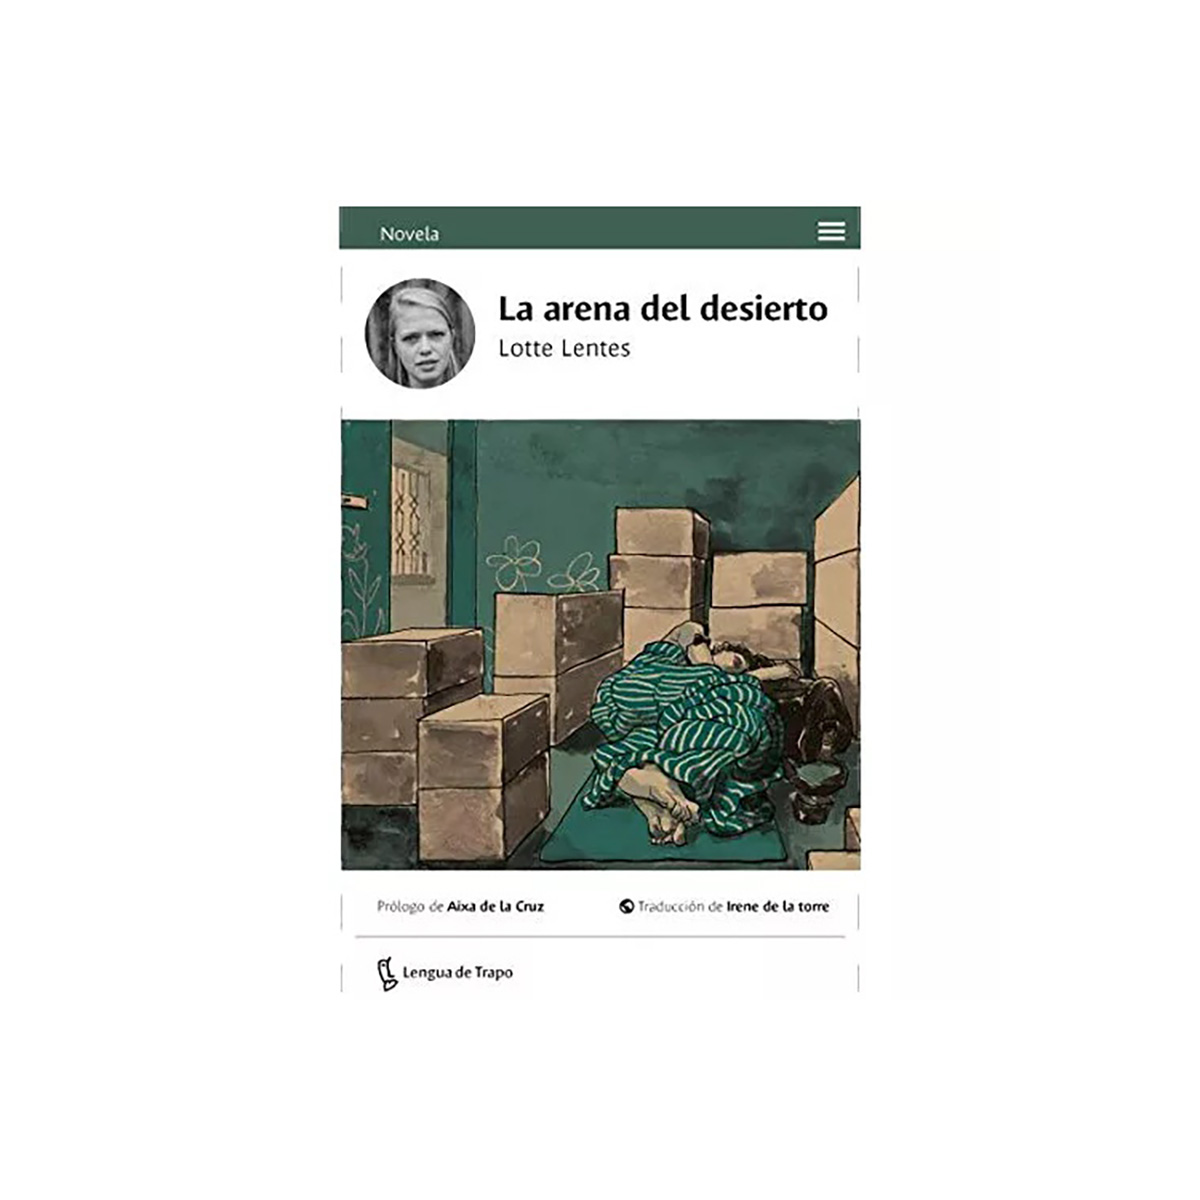 Novela
La arena del desierto
Lotte Lentes
Prólogo de Aixa de la Cruz
Traducción de Irene de la torre
Lengua de Trapo